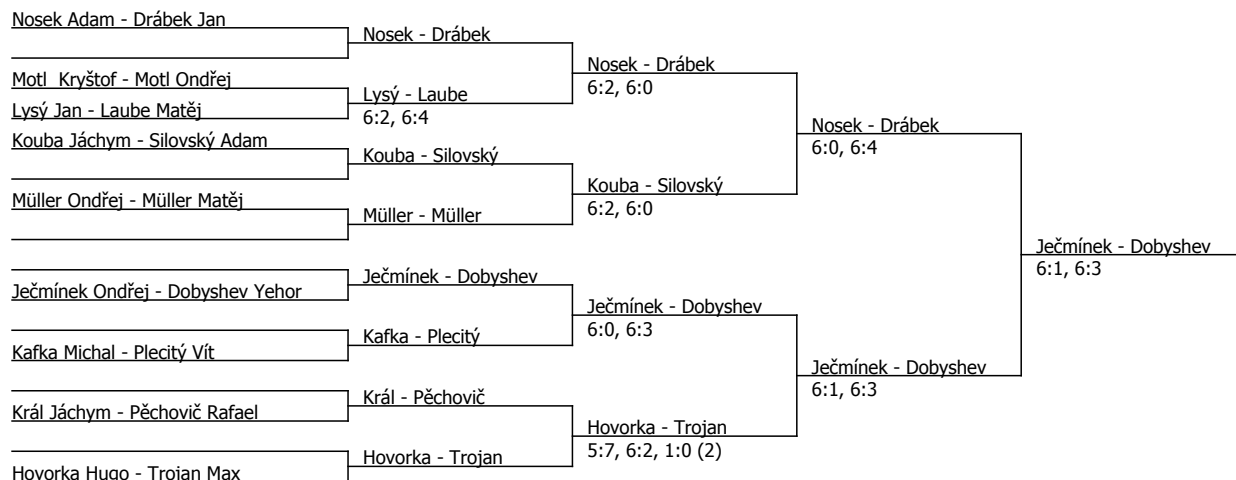 Nosek Adam - Drábek Jan
Motl  Kryštof - Motl Ondřej
Lysý Jan - Laube Matěj
Kouba Jáchym - Silovský Adam
Müller Ondřej - Müller Matěj
Ječmínek Ondřej - Dobyshev Yehor
Kafka Michal - Plecitý Vít
Král Jáchym - Pěchovič Rafael
Hovorka Hugo - Trojan Max
Nosek - Drábek
Lysý - Laube
6:2, 6:4
Kouba - Silovský
Müller - Müller
Ječmínek - Dobyshev
Kafka - Plecitý
Král - Pěchovič
Hovorka - Trojan
Nosek - Drábek
6:2, 6:0
Kouba - Silovský
6:2, 6:0
Ječmínek - Dobyshev
6:0, 6:3
Hovorka - Trojan
5:7, 6:2, 1:0 (2)
Nosek - Drábek
6:0, 6:4
Ječmínek - Dobyshev
6:1, 6:3
Ječmínek - Dobyshev
6:1, 6:3